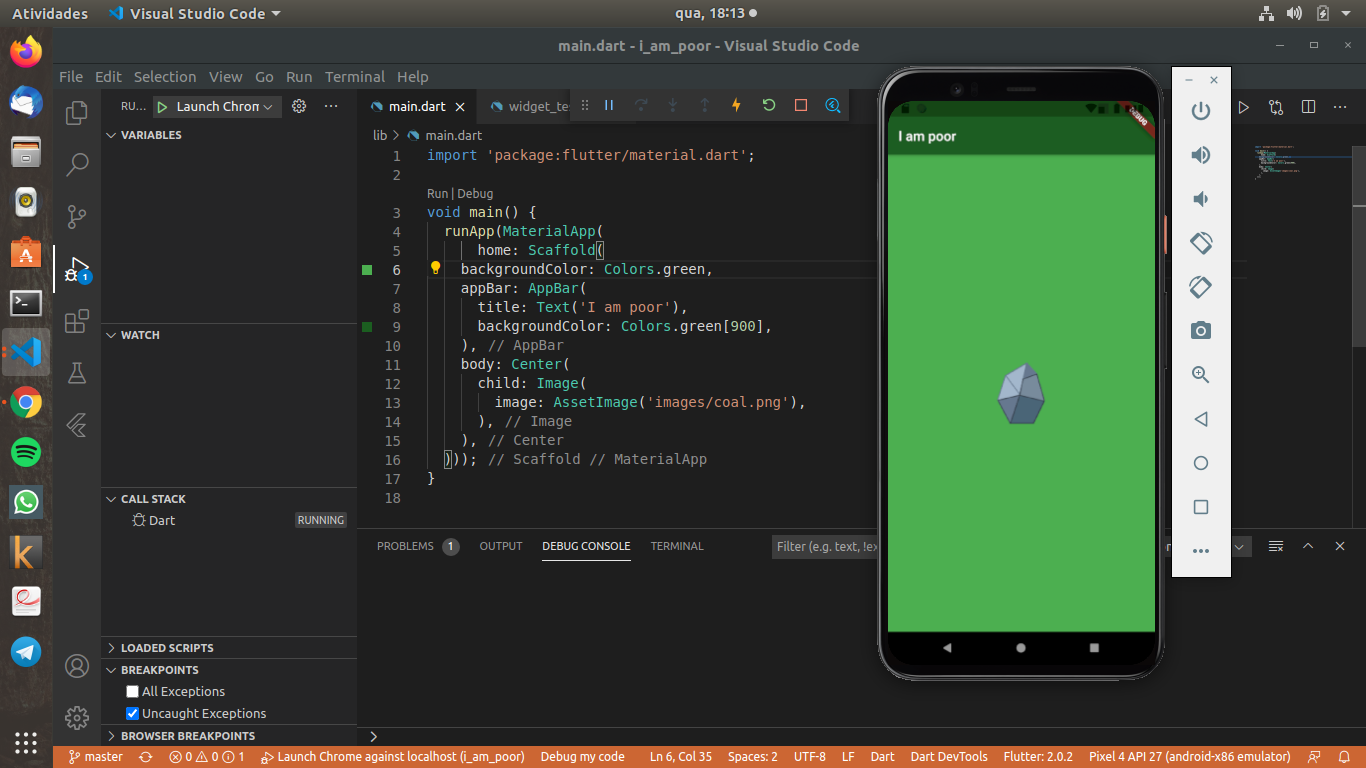 Atividades Visual Studio Code qua, 18:13
main.dart - i_am_poor - Visual Studio Code
File Edit Selection View Go Run Terminal Help
RU... Launch Chrom
main.dart widget_te
VARIABLES
lib > main.dart
1 import 'package:flutter/material.dart';
2
Run | Debug
3 void main() {
4 runApp(MaterialApp(
5 home: Scaffold(
6 backgroundColor: Colors.green,
7 appBar: AppBar(
8 title: Text('I am poor'),
9 backgroundColor: Colors.green[900],
10 ), // AppBar
11 body: Center(
12 child: Image(
13 image: AssetImage('images/coal.png'),
14 ), // Image
15 ), // Center
16 ))); // Scaffold // MaterialApp
17 }
18
1
WATCH
CALL STACK
Dart RUNNING
LOADED SCRIPTS
BREAKPOINTS
All Exceptions
Uncaught Exceptions
BROWSER BREAKPOINTS
PROBLEMS 1 OUTPUT DEBUG CONSOLE TERMINAL Filter (e.g. text, !ex
I am poor
DEBUG
master 0 0 1 Launch Chrome against localhost (i_am_poor) Debug my code Ln 6, Col 35 Spaces: 2 UTF-8 LF Dart Dart DevTools Flutter: 2.0.2 Pixel 4 API 27 (android-x86 emulator)